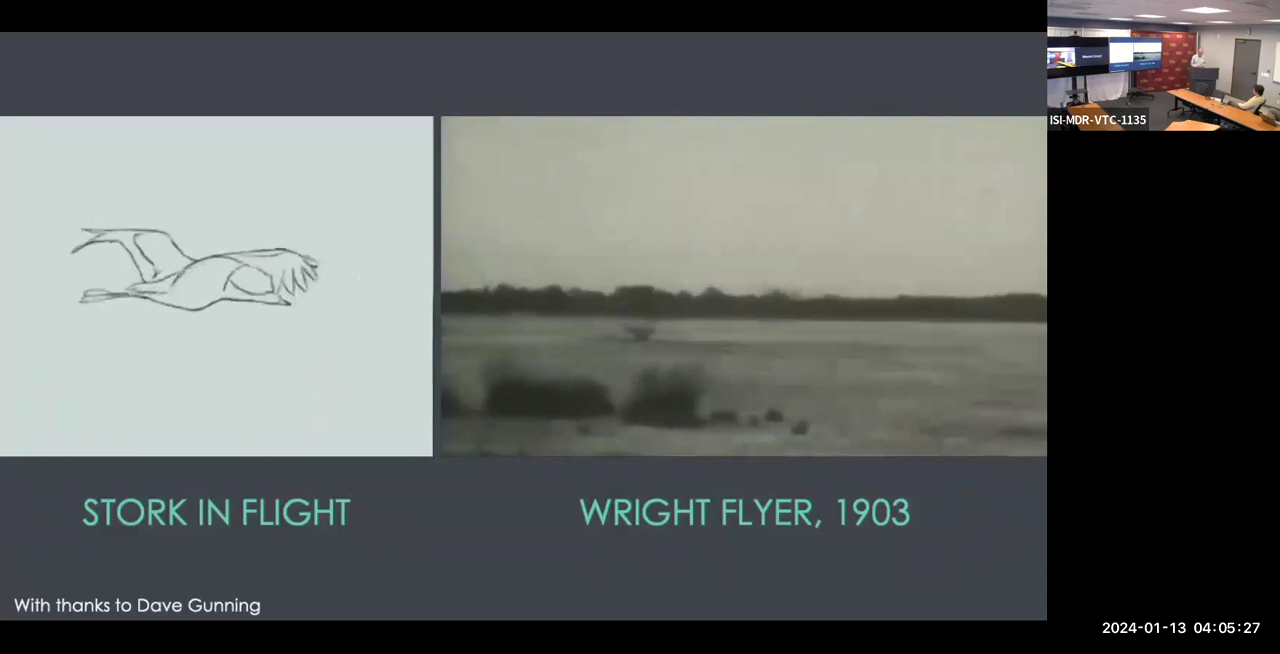 ISI-MDR-VTC-1135
STORK IN FLIGHT
WRIGHT FLYER, 1903
With thanks to Dave Gunning
2024-01-13 04:05:27